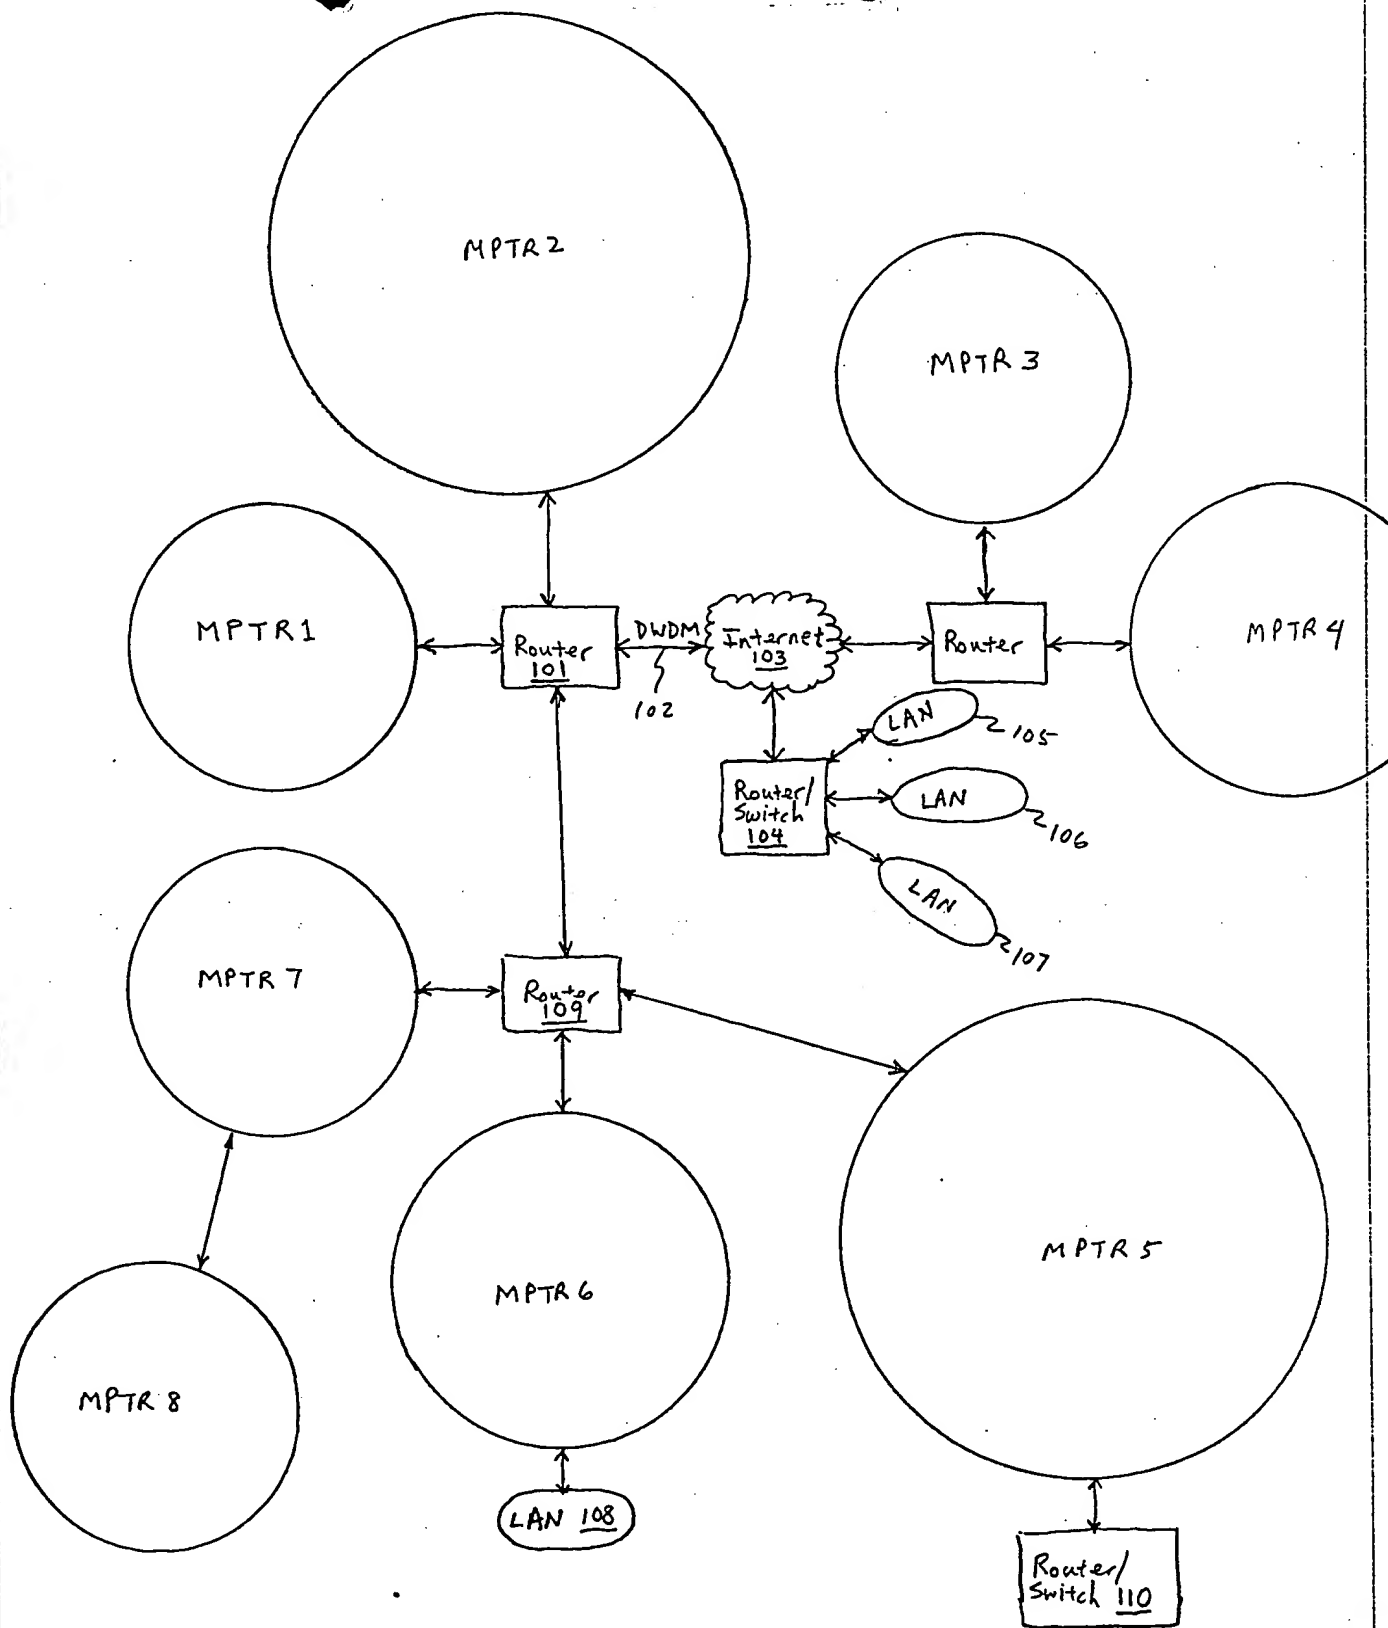 MPTR 2
MPTR 3
MPTR 1
Router
101
DWDM
102
Internet
103
Router
MPTR 4
Router/
Switch
104
LAN
105
LAN
106
LAN
107
MPTR 7
Router
109
MPTR 5
MPTR 6
MPTR 8
LAN 108
Router/
Switch 110